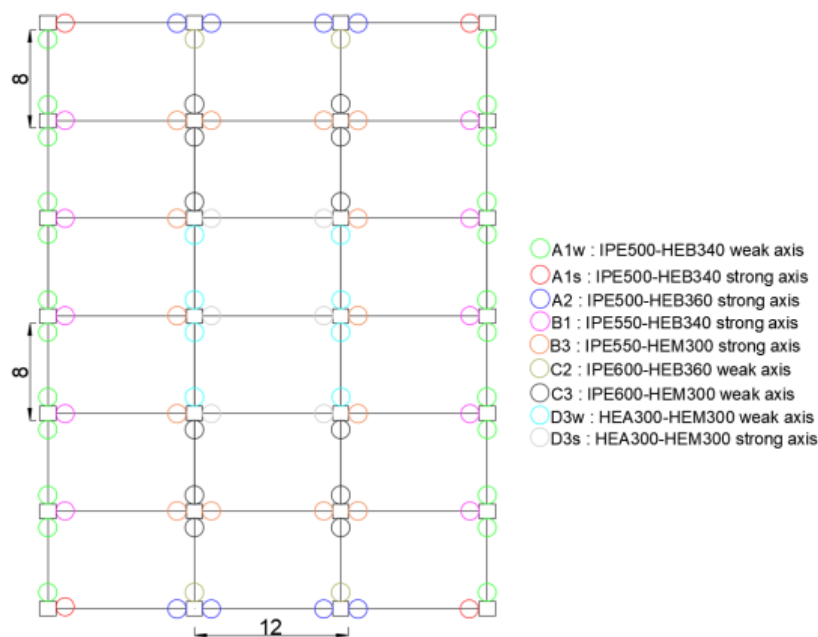 8
A1w : IPE500-HEB340 weak axis
A1s : IPE500-HEB340 strong axis
A2 : IPE500-HEB360 strong axis
B1 : IPE550-HEB340 strong axis
8
B3 : IPE550-HEM300 strong axis
C2 : IPE600-HEB360 weak axis
C3 : IPE600-HEM300 weak axis
D3w : HEA300-HEM300 weak axis
D3s : HEA300-HEM300 strong axis
12